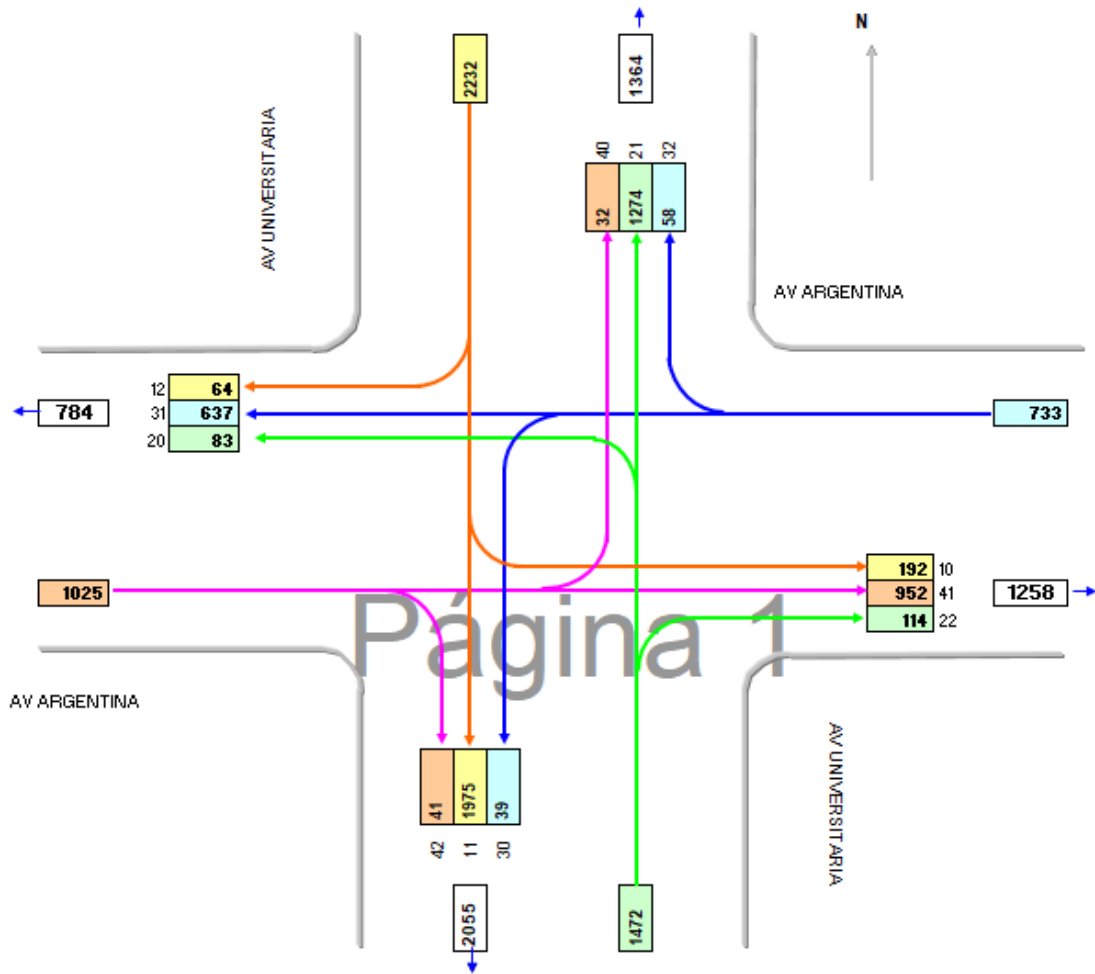 N
2232
1364
AV UNIVERSITARIA
40 21 32
32 1274 58
AV ARGENTINA
12 64
784 31 637
733
20 83
192 10
1025
952 41 1258
114 22
Página 1
AV ARGENTINA
41 1975 39
AV UNIVERSITARIA
42 11 30
2055
1472